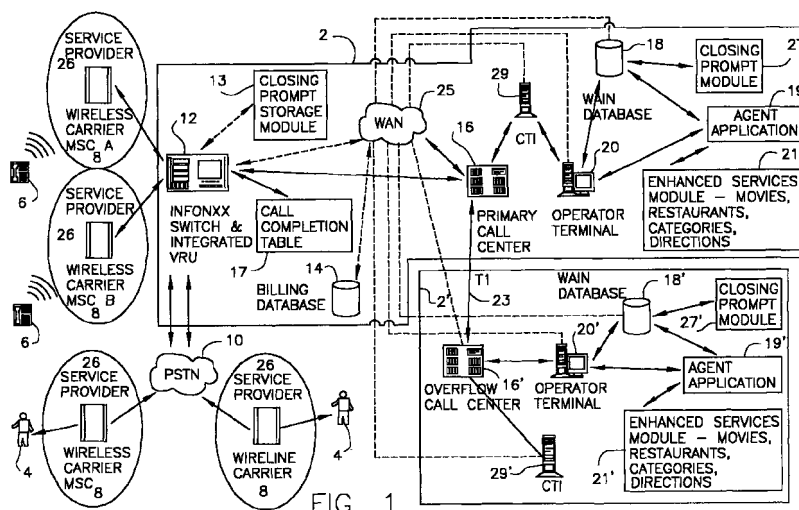 SERVICE
PROVIDER
26
WIRELESS
CARRIER
MSC A
8
6
SERVICE
PROVIDER
26
WIRELESS
CARRIER
MSC B
8
6
12
INFONXX
SWITCH &
INTEGRATED
VRU
13
CLOSING
PROMPT
STORAGE
MODULE
CALL
COMPLETION
TABLE
17
BILLING
DATABASE
14
2
25
WAN
29
CTI
16
PRIMARY
CALL
CENTER
20
OPERATOR
TERMINAL
18
WAIN
DATABASE
CLOSING
PROMPT
MODULE
27
19
AGENT
APPLICATION
21
ENHANCED SERVICES
MODULE – MOVIES,
RESTAURANTS,
CATEGORIES,
DIRECTIONS
10
PSTN
26
SERVICE
PROVIDER
WIRELESS
CARRIER
MSC
8
4
26
SERVICE
PROVIDER
WIRELINE
CARRIER
8
4
T1
23
2'
OVERFLOW
CALL CENTER
16'
20'
OPERATOR
TERMINAL
WAIN
DATABASE
18'
CLOSING
PROMPT
MODULE
27'
19'
AGENT
APPLICATION
ENHANCED SERVICES
MODULE – MOVIES,
RESTAURANTS,
CATEGORIES,
DIRECTIONS
21'
29'
CTI
FIG. 1